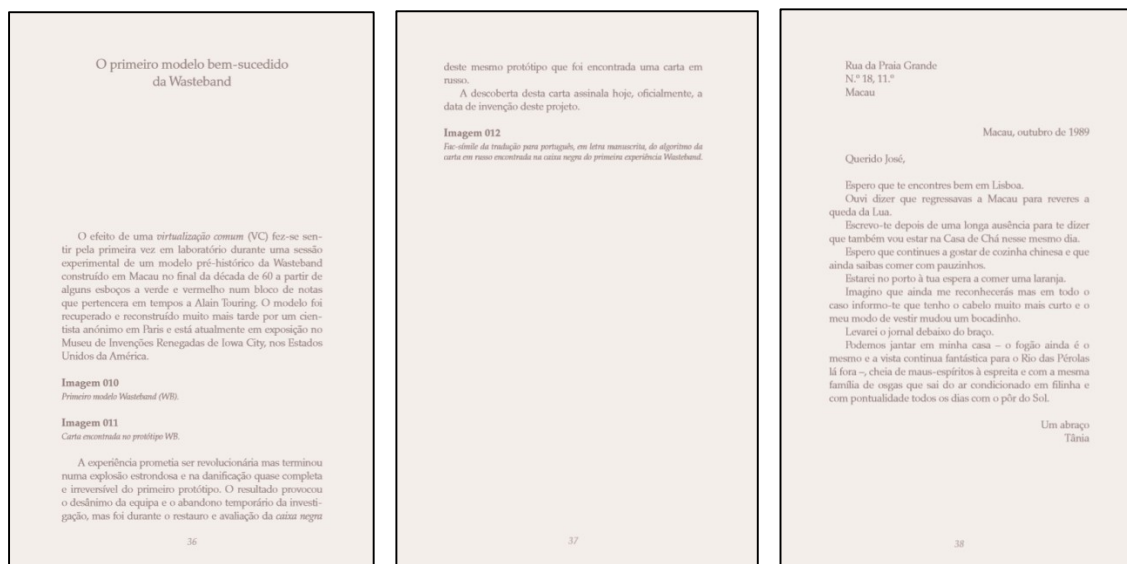 O primeiro modelo bem-sucedido
da Wasteband
O efeito de uma virtualização comum (VC) fez-se sen-
tir pela primeira vez em laboratório durante uma sessão
experimental de um modelo pré-histórico da Wasteband
construído em Macau no final da década de 60 a partir de
alguns esboços a verde e vermelho num bloco de notas
que pertencera em tempos a Alain Touring. O modelo foi
recuperado e reconstruído muito mais tarde por um cien-
tista anónimo em Paris e está atualmente em exposição no
Museu de Invenções Renegadas de Iowa City, nos Estados
Unidos da América.
Imagem 010
Primeiro modelo Wasteband (WB).
Imagem 011
Carta encontrada no protótipo WB.
A experiência prometia ser revolucionária mas terminou
numa explosão estrondosa e na danificação quase completa
e irreversível do primeiro protótipo. O resultado provocou
o desânimo da equipa e o abandono temporário da investi-
gação, mas foi durante o restauro e avaliação da caixa negra
36
deste mesmo protótipo que foi encontrada uma carta em
russo.
A descoberta desta carta assinala hoje, oficialmente, a
data de invenção deste projeto.
Imagem 012
Fac-símile da tradução para português, em letra manuscrita, do algoritmo da
carta em russo encontrada na caixa negra do primeira experiência Wasteband.
37
Rua da Praia Grande
N.º 18, 11.º
Macau
Macau, outubro de 1989
Querido José,
Espero que te encontres bem em Lisboa.
Ouvi dizer que regressavas a Macau para reveres a
queda da Lua.
Escrevo-te depois de uma longa ausência para te dizer
que também vou estar na Casa de Chá nesse mesmo dia.
Espero que continues a gostar de cozinha chinesa e que
ainda saibas comer com pauzinhos.
Estarei no porto à tua espera a comer uma laranja.
Imagino que ainda me reconhecerás mas em todo o
caso informo-te que tenho o cabelo muito mais curto e o
meu modo de vestir mudou um bocadinho.
Levarei o jornal debaixo do braço.
Podemos jantar em minha casa – o fogão ainda é o
mesmo e a vista continua fantástica para o Rio das Pérolas
lá fora –, cheia de maus-espíritos à espreita e com a mesma
família de osgas que sai do ar condicionado em filinha e
com pontualidade todos os dias com o pôr do Sol.
Um abraço
Tânia
38